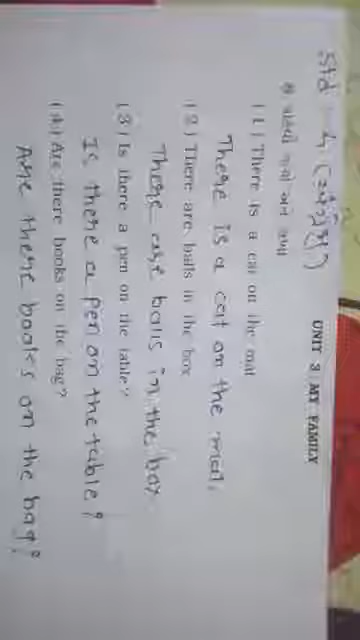 Std - 4 (અંગ્રેજી)
UNIT 3 MY FAMILY
* વાંચો અને લખો
(1) There is a cat on the mat
There is a cat on the mat.
(2) There are balls in the box
There are balls in the box
(3) Is there a pen on the table?
Is there a pen on the table?
(4) Are there books on the bag?
Are there books on the bag?